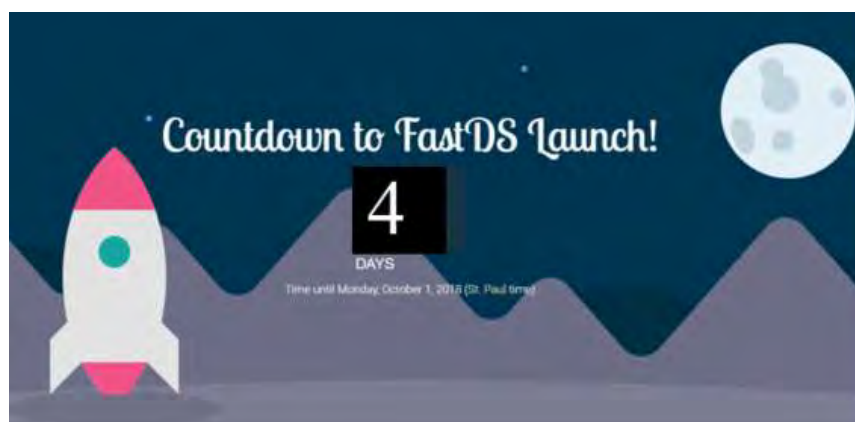 Countdown to FastDS Launch!
4
DAYS
Time until Monday, October 1, 2018 (St. Paul time)